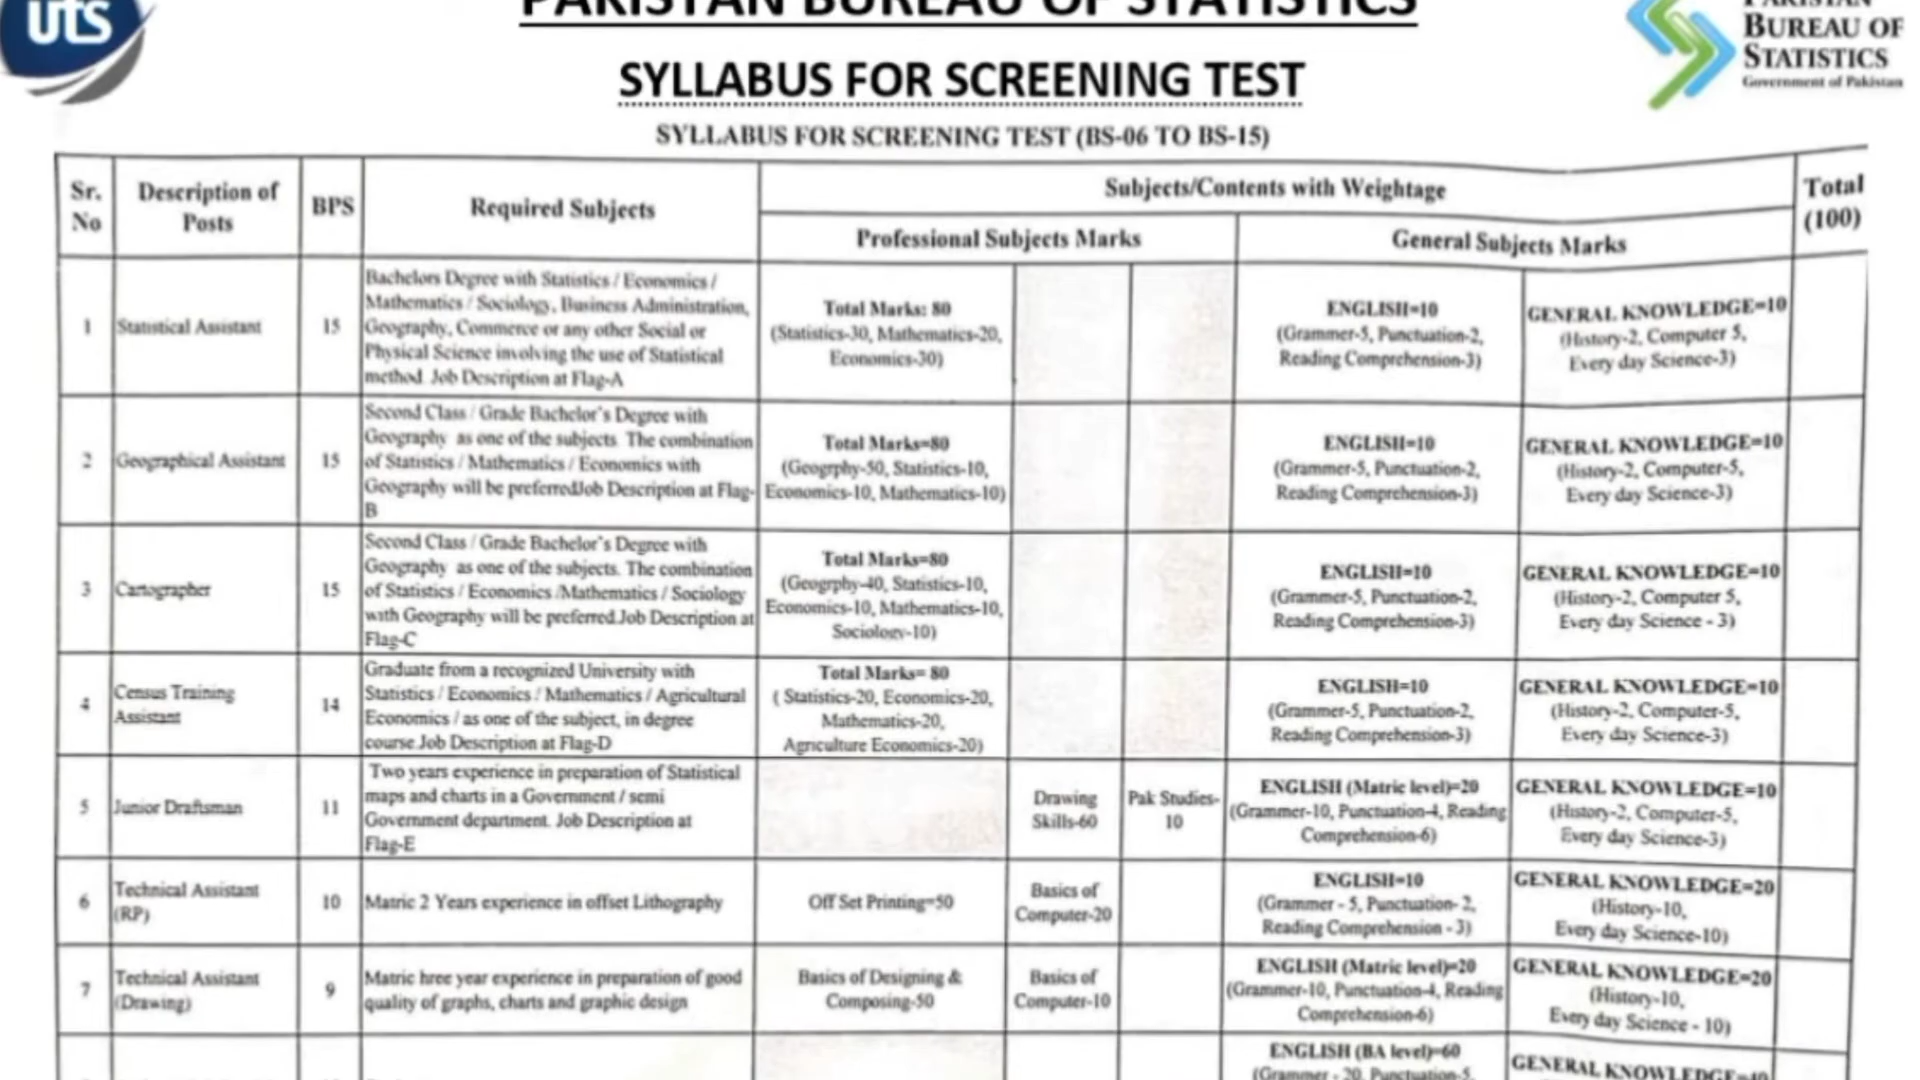 uts
PAKISTAN BUREAU OF STATISTICS
PAKISTAN
BUREAU OF
STATISTICS
Government of Pakistan
SYLLABUS FOR SCREENING TEST
SYLLABUS FOR SCREENING TEST (BS-06 TO BS-15)
Sr. No
Description of Posts
BPS
Required Subjects
Subjects/Contents with Weightage
Total (100)
Professional Subjects Marks
General Subjects Marks
1
Statistical Assistant
15
Bachelors Degree with Statistics / Economics /
Mathematics / Sociology, Business Administration,
Geography, Commerce or any other Social or
Physical Science involving the use of Statistical
method. Job Description at Flag-A
Total Marks: 80
(Statistics-30, Mathematics-20,
Economics-30)
ENGLISH=10
(Grammer-5, Punctuation-2,
Reading Comprehension-3)
GENERAL KNOWLEDGE=10
(History-2, Computer 5,
Every day Science-3)
2
Geographical Assistant
15
Second Class / Grade Bachelor's Degree with
Geography as one of the subjects. The combination
of Statistics / Mathematics / Economics with
Geography will be preferredJob Description at Flag-
B
Total Marks=80
(Geogrphy-50, Statistics-10,
Economics-10, Mathematics-10)
ENGLISH=10
(Grammer-5, Punctuation-2,
Reading Comprehension-3)
GENERAL KNOWLEDGE=10
(History-2, Computer-5,
Every day Science-3)
3
Cartographer
15
Second Class / Grade Bachelor's Degree with
Geography as one of the subjects. The combination
of Statistics / Economics /Mathematics / Sociology
with Geography will be preferred.Job Description at
Flag-C
Total Marks=80
(Geogrphy-40, Statistics-10,
Economics-10, Mathematics-10,
Sociology-10)
ENGLISH=10
(Grammer-5, Punctuation-2,
Reading Comprehension-3)
GENERAL KNOWLEDGE=10
(History-2, Computer 5,
Every day Science - 3)
4
Census Training
Assistant
14
Graduate from a recognized University with
Statistics / Economics / Mathematics / Agricultural
Economics / as one of the subject, in degree
course.Job Description at Flag-D
Total Marks= 80
( Statistics-20, Economics-20,
Mathematics-20,
Agriculture Economics-20)
ENGLISH=10
(Grammer-5, Punctuation-2,
Reading Comprehension-3)
GENERAL KNOWLEDGE=10
(History-2, Computer-5,
Every day Science-3)
5
Junior Draftsman
11
Two years experience in preparation of Statistical
maps and charts in a Government / semi
Government department. Job Description at
Flag-E
Drawing
Skills-60
Pak Studies-
10
ENGLISH (Matric level)=20
(Grammer-10, Punctuation-4, Reading
Comprehension-6)
GENERAL KNOWLEDGE=10
(History-2, Computer-5,
Every day Science-3)
6
Technical Assistant
(RP)
10
Matric 2 Years experience in offset Lithography
Off Set Printing=50
Basics of
Computer-20
ENGLISH=10
(Grammer - 5, Punctuation- 2,
Reading Comprehension - 3)
GENERAL KNOWLEDGE=20
(History-10,
Every day Science-10)
7
Technical Assistant
(Drawing)
9
Matric hree year experience in preparation of good
quality of graphs, charts and graphic design
Basics of Designing &
Composing-50
Basics of
Computer-10
ENGLISH (Matric level)=20
(Grammer-10, Punctuation-4, Reading
Comprehension-6)
GENERAL KNOWLEDGE=20
(History-10,
Every day Science - 10)
ENGLISH (BA level)=60
(Grammer - 20, Punctuation-5,
GENERAL KNOWLEDGE=